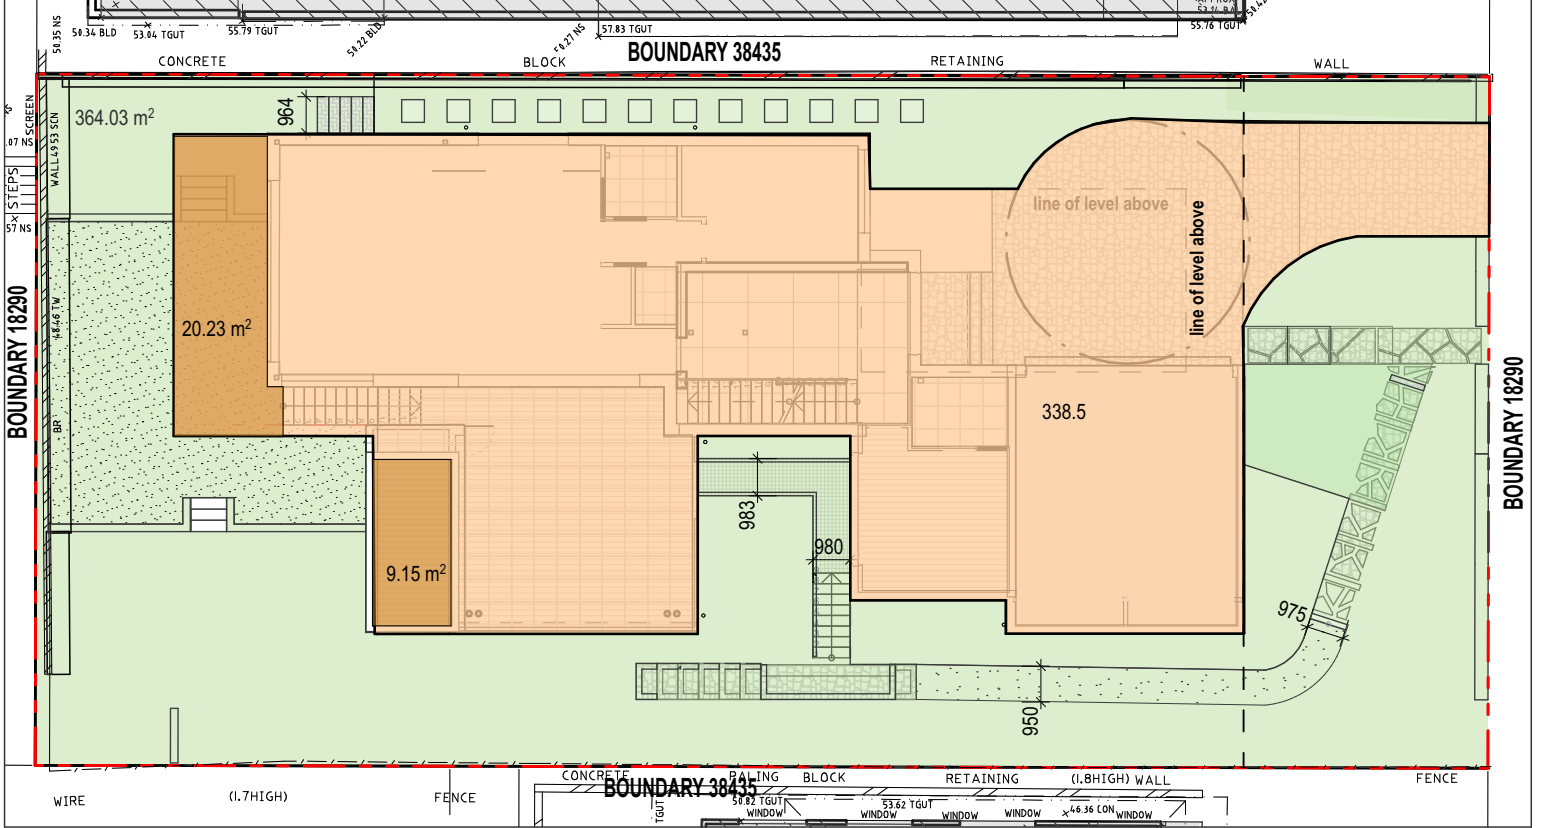 50.35 NS
50.34 BLD
53.04 TGUT
55.79 TGUT
50.22 BLD
50.27 NS
57.83 TGUT
55.76 TGUT
BOUNDARY 38435
CONCRETE
BLOCK
RETAINING
WALL
SCREEN
.07 NS
STEPS
57 NS
WALL 49.53 SCN
364.03 m²
964
line of level above
line of level above
20.23 m²
48.46 TW
BR
BOUNDARY 18290
338.5
BOUNDARY 18290
983
980
9.15 m²
975
950
CONCRETE
PALING
BLOCK
RETAINING
(1.8HIGH)
WALL
FENCE
BOUNDARY 38435
WIRE
(1.7HIGH)
FENCE
TGUT
50.82 TGUT
53.62 TGUT
46.36 CON
WINDOW
WINDOW
WINDOW
WINDOW
WINDOW